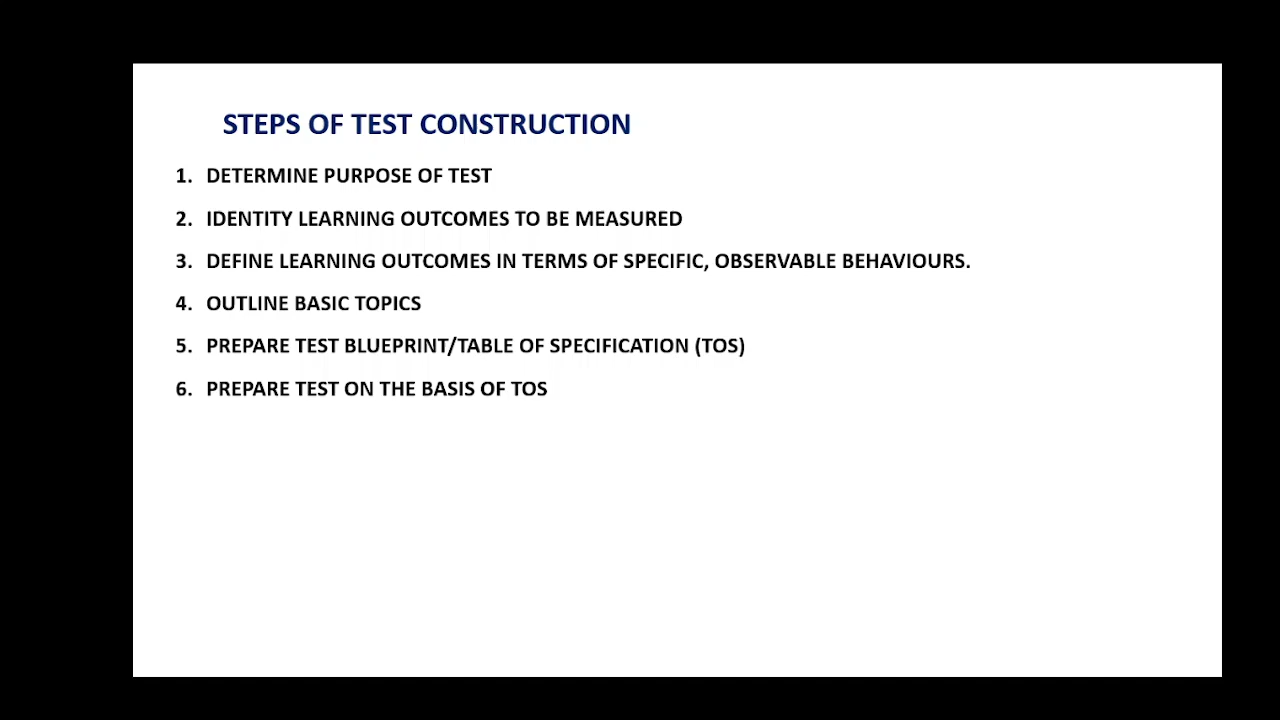 STEPS OF TEST CONSTRUCTION
1. DETERMINE PURPOSE OF TEST
2. IDENTITY LEARNING OUTCOMES TO BE MEASURED
3. DEFINE LEARNING OUTCOMES IN TERMS OF SPECIFIC, OBSERVABLE BEHAVIOURS.
4. OUTLINE BASIC TOPICS
5. PREPARE TEST BLUEPRINT/TABLE OF SPECIFICATION (TOS)
6. PREPARE TEST ON THE BASIS OF TOS